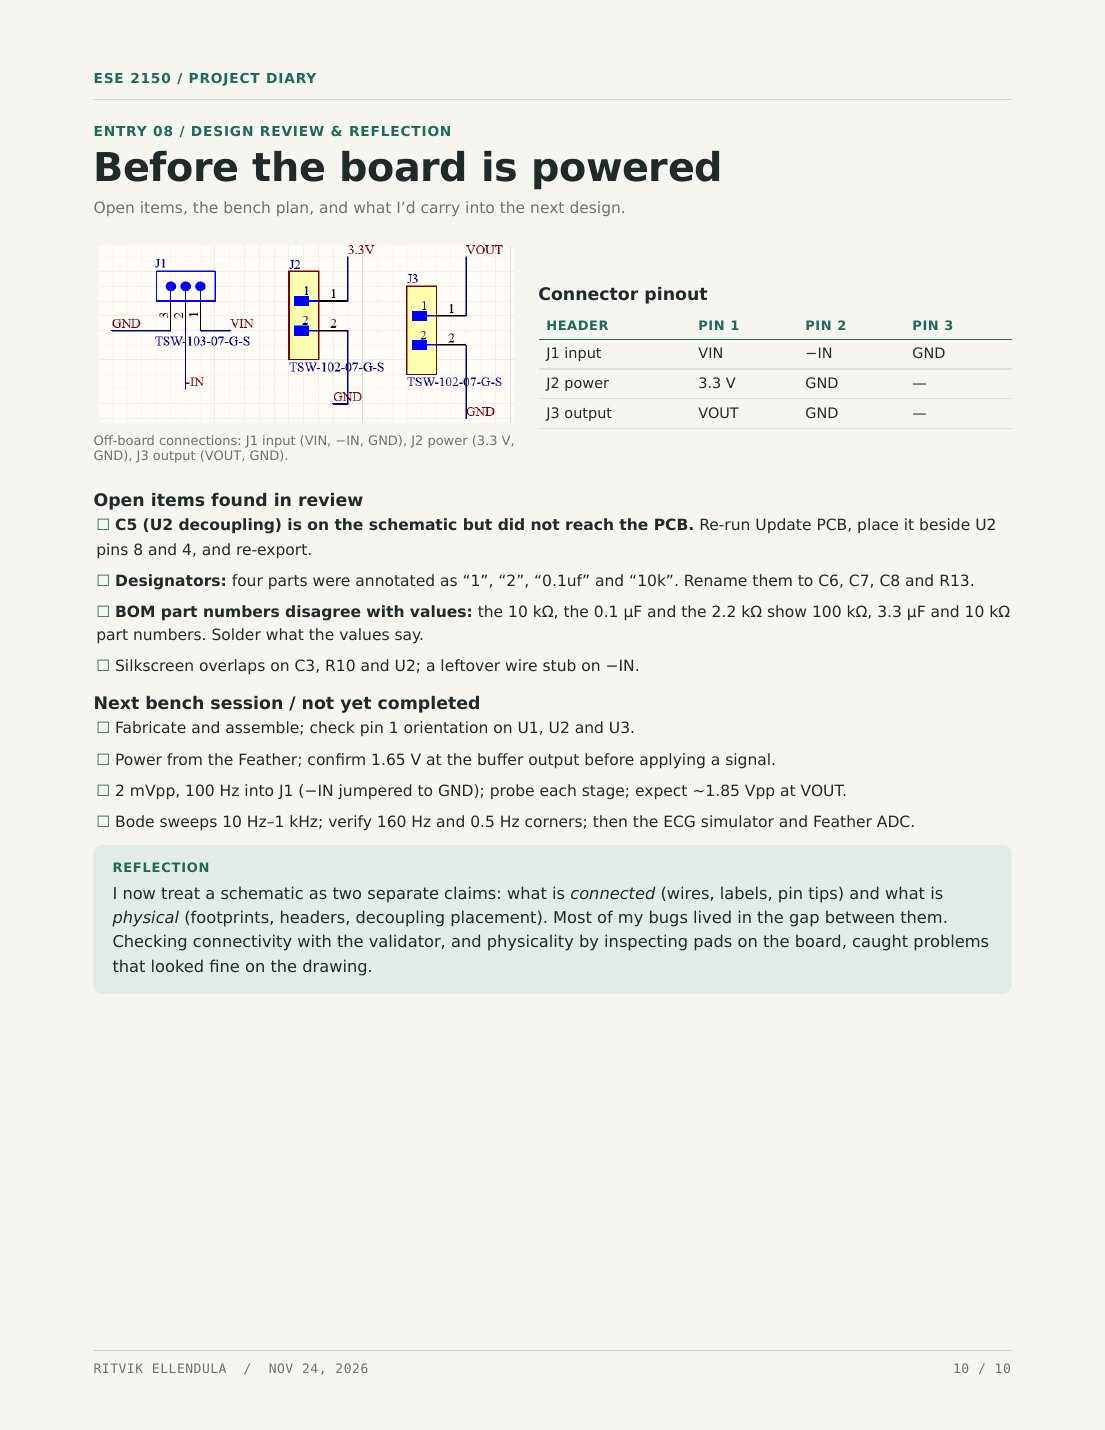 ESE 2150 / PROJECT DIARY
ENTRY 08 / DESIGN REVIEW & REFLECTION
Before the board is powered
Open items, the bench plan, and what I’d carry into the next design.
J1
3
2
1
GND
VIN
TSW-103-07-G-S
-IN
J2
3.3V
1
1
2
2
TSW-102-07-G-S
GND
J3
VOUT
1
1
2
2
TSW-102-07-G-S
GND
Off-board connections: J1 input (VIN, −IN, GND), J2 power (3.3 V,
GND), J3 output (VOUT, GND).
Connector pinout
HEADER PIN 1 PIN 2 PIN 3
J1 input VIN −IN GND
J2 power 3.3 V GND —
J3 output VOUT GND —
Open items found in review
☐ C5 (U2 decoupling) is on the schematic but did not reach the PCB. Re-run Update PCB, place it beside U2
pins 8 and 4, and re-export.
☐ Designators: four parts were annotated as “1”, “2”, “0.1uf” and “10k”. Rename them to C6, C7, C8 and R13.
☐ BOM part numbers disagree with values: the 10 kΩ, the 0.1 µF and the 2.2 kΩ show 100 kΩ, 3.3 µF and 10 kΩ
part numbers. Solder what the values say.
☐ Silkscreen overlaps on C3, R10 and U2; a leftover wire stub on −IN.
Next bench session / not yet completed
☐ Fabricate and assemble; check pin 1 orientation on U1, U2 and U3.
☐ Power from the Feather; confirm 1.65 V at the buffer output before applying a signal.
☐ 2 mVpp, 100 Hz into J1 (−IN jumpered to GND); probe each stage; expect ~1.85 Vpp at VOUT.
☐ Bode sweeps 10 Hz–1 kHz; verify 160 Hz and 0.5 Hz corners; then the ECG simulator and Feather ADC.
REFLECTION
I now treat a schematic as two separate claims: what is connected (wires, labels, pin tips) and what is
physical (footprints, headers, decoupling placement). Most of my bugs lived in the gap between them.
Checking connectivity with the validator, and physicality by inspecting pads on the board, caught problems
that looked fine on the drawing.
RITVIK ELLENDULA / NOV 24, 2026
10 / 10